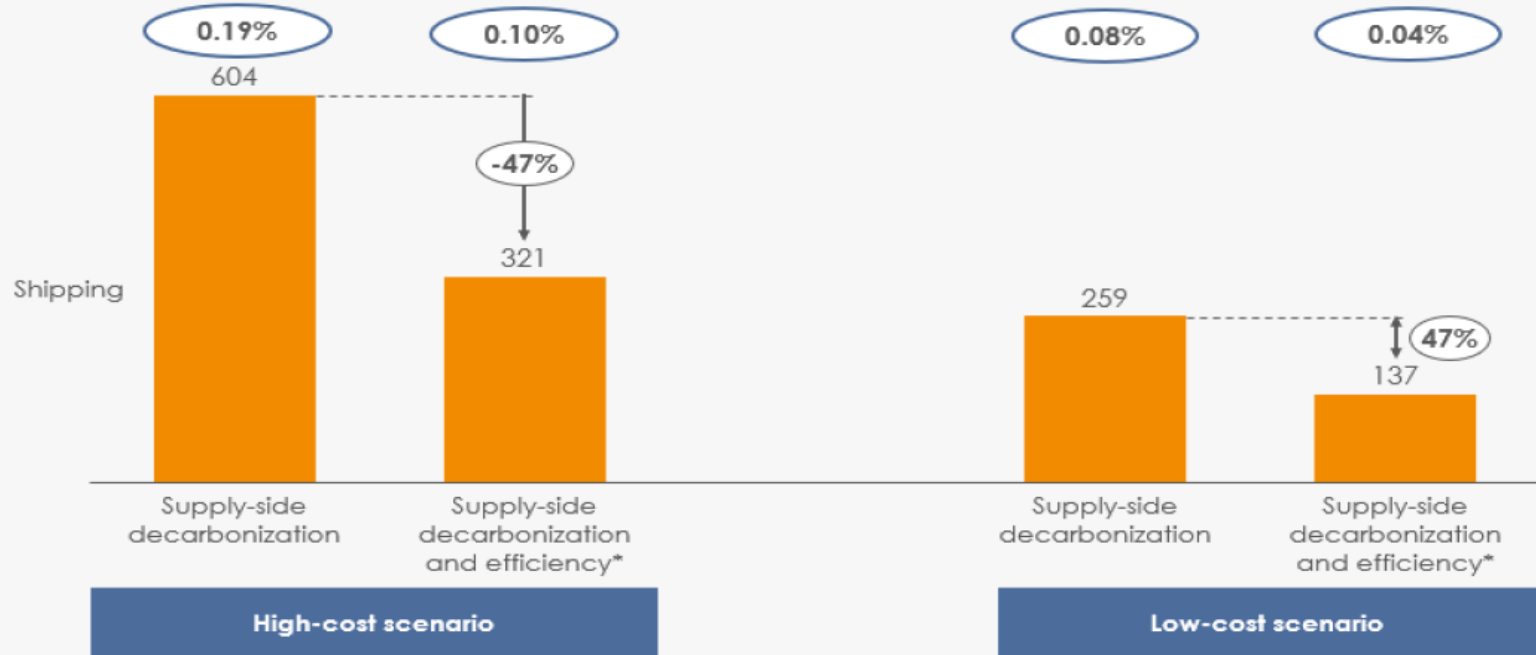 0.19%
0.10%
0.08%
0.04%
604
-47%
321
Shipping
259
47%
137
Supply-side
decarbonization
Supply-side
decarbonization
and efficiency*
Supply-side
decarbonization
Supply-side
decarbonization
and efficiency*
High-cost scenario
Low-cost scenario